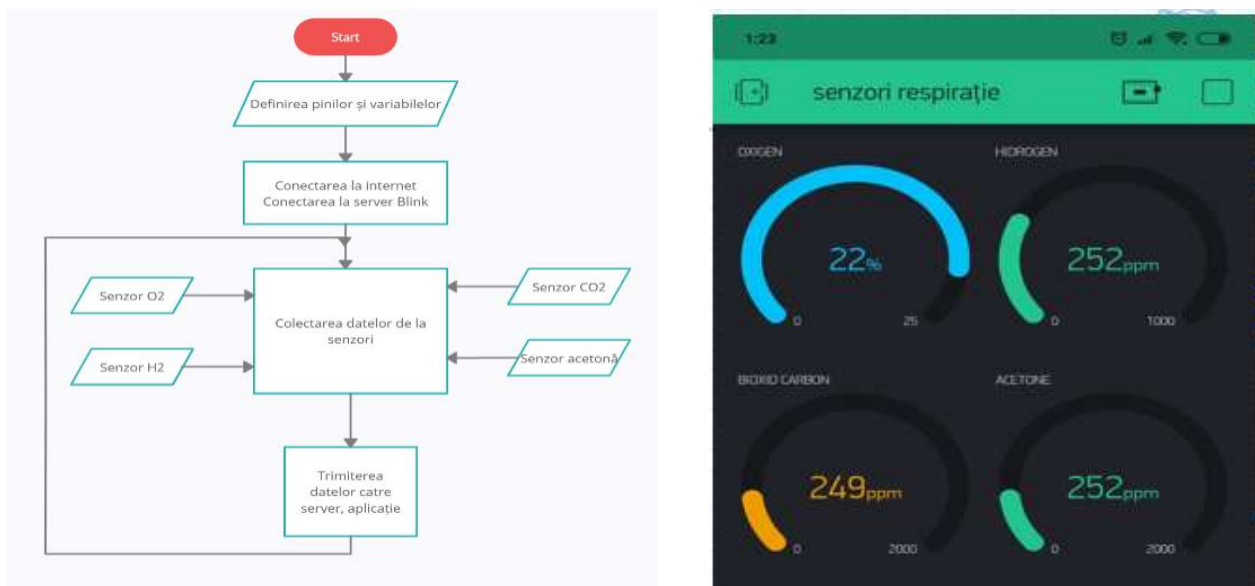 Start
Definirea pinilor și variabilelor
Conectarea la internet
Conectarea la server Blink
Senzor O2
Senzor CO2
Colectarea datelor de la
senzori
Senzor H2
Senzor acetonă
Trimiterea
datelor catre
server, aplicație
1:23
senzori respirație
OXIGEN
HIDROGEN
22%
252ppm
0
25
0
1000
BIOXID CARBON
ACETONE
249ppm
252ppm
0
2000
0
2000